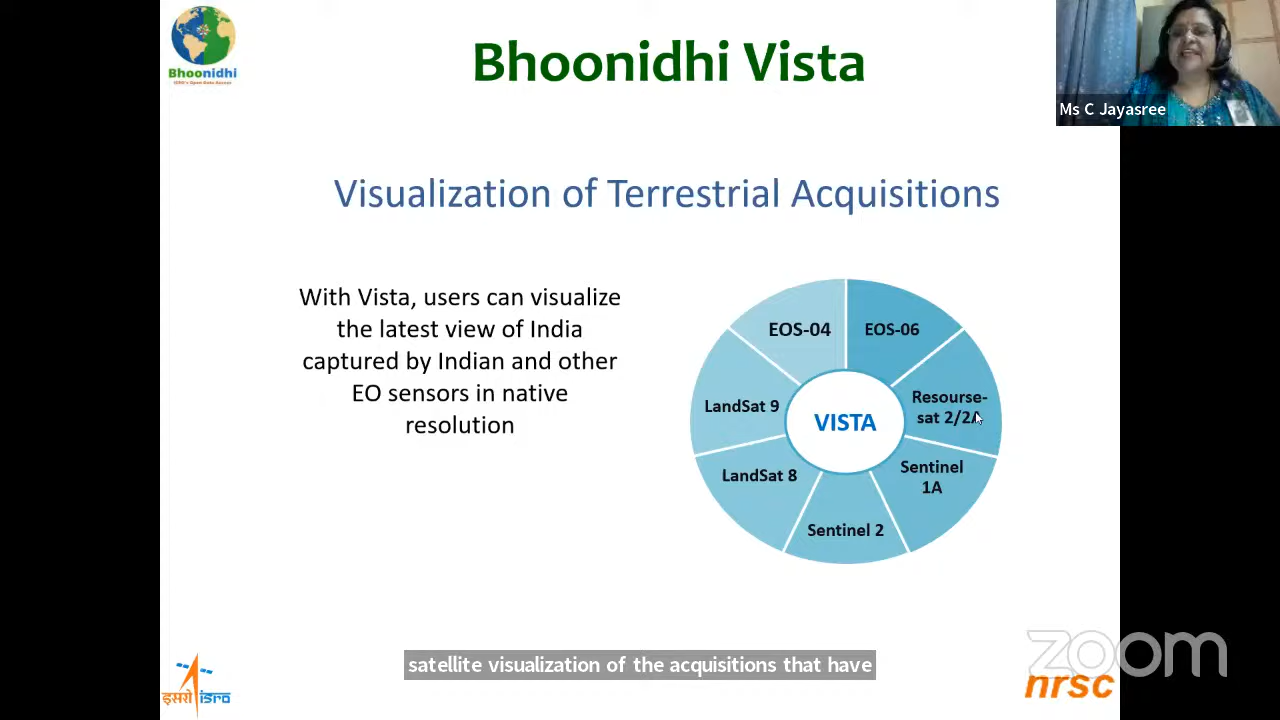 Bhoonidhi Vista
Bhoonidhi
Ms C Jayasree
Visualization of Terrestrial Acquisitions
With Vista, users can visualize
the latest view of India
captured by Indian and other
EO sensors in native
resolution
EOS-04
EOS-06
LandSat 9
Resourse-
sat 2/2A
VISTA
LandSat 8
Sentinel
1A
Sentinel 2
satellite visualization of the acquisitions that have
zoom
इसरो isro
nrsc